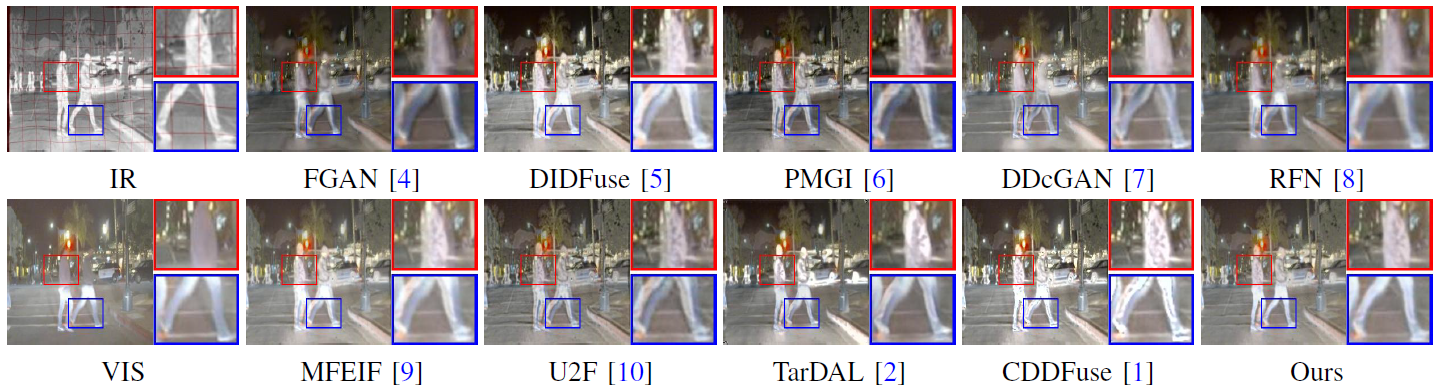 IR FGAN [4] DIDFuse [5] PMGI [6] DDcGAN [7] RFN [8]
VIS MFEIF [9] U2F [10] TarDAL [2] CDDFuse [1] Ours